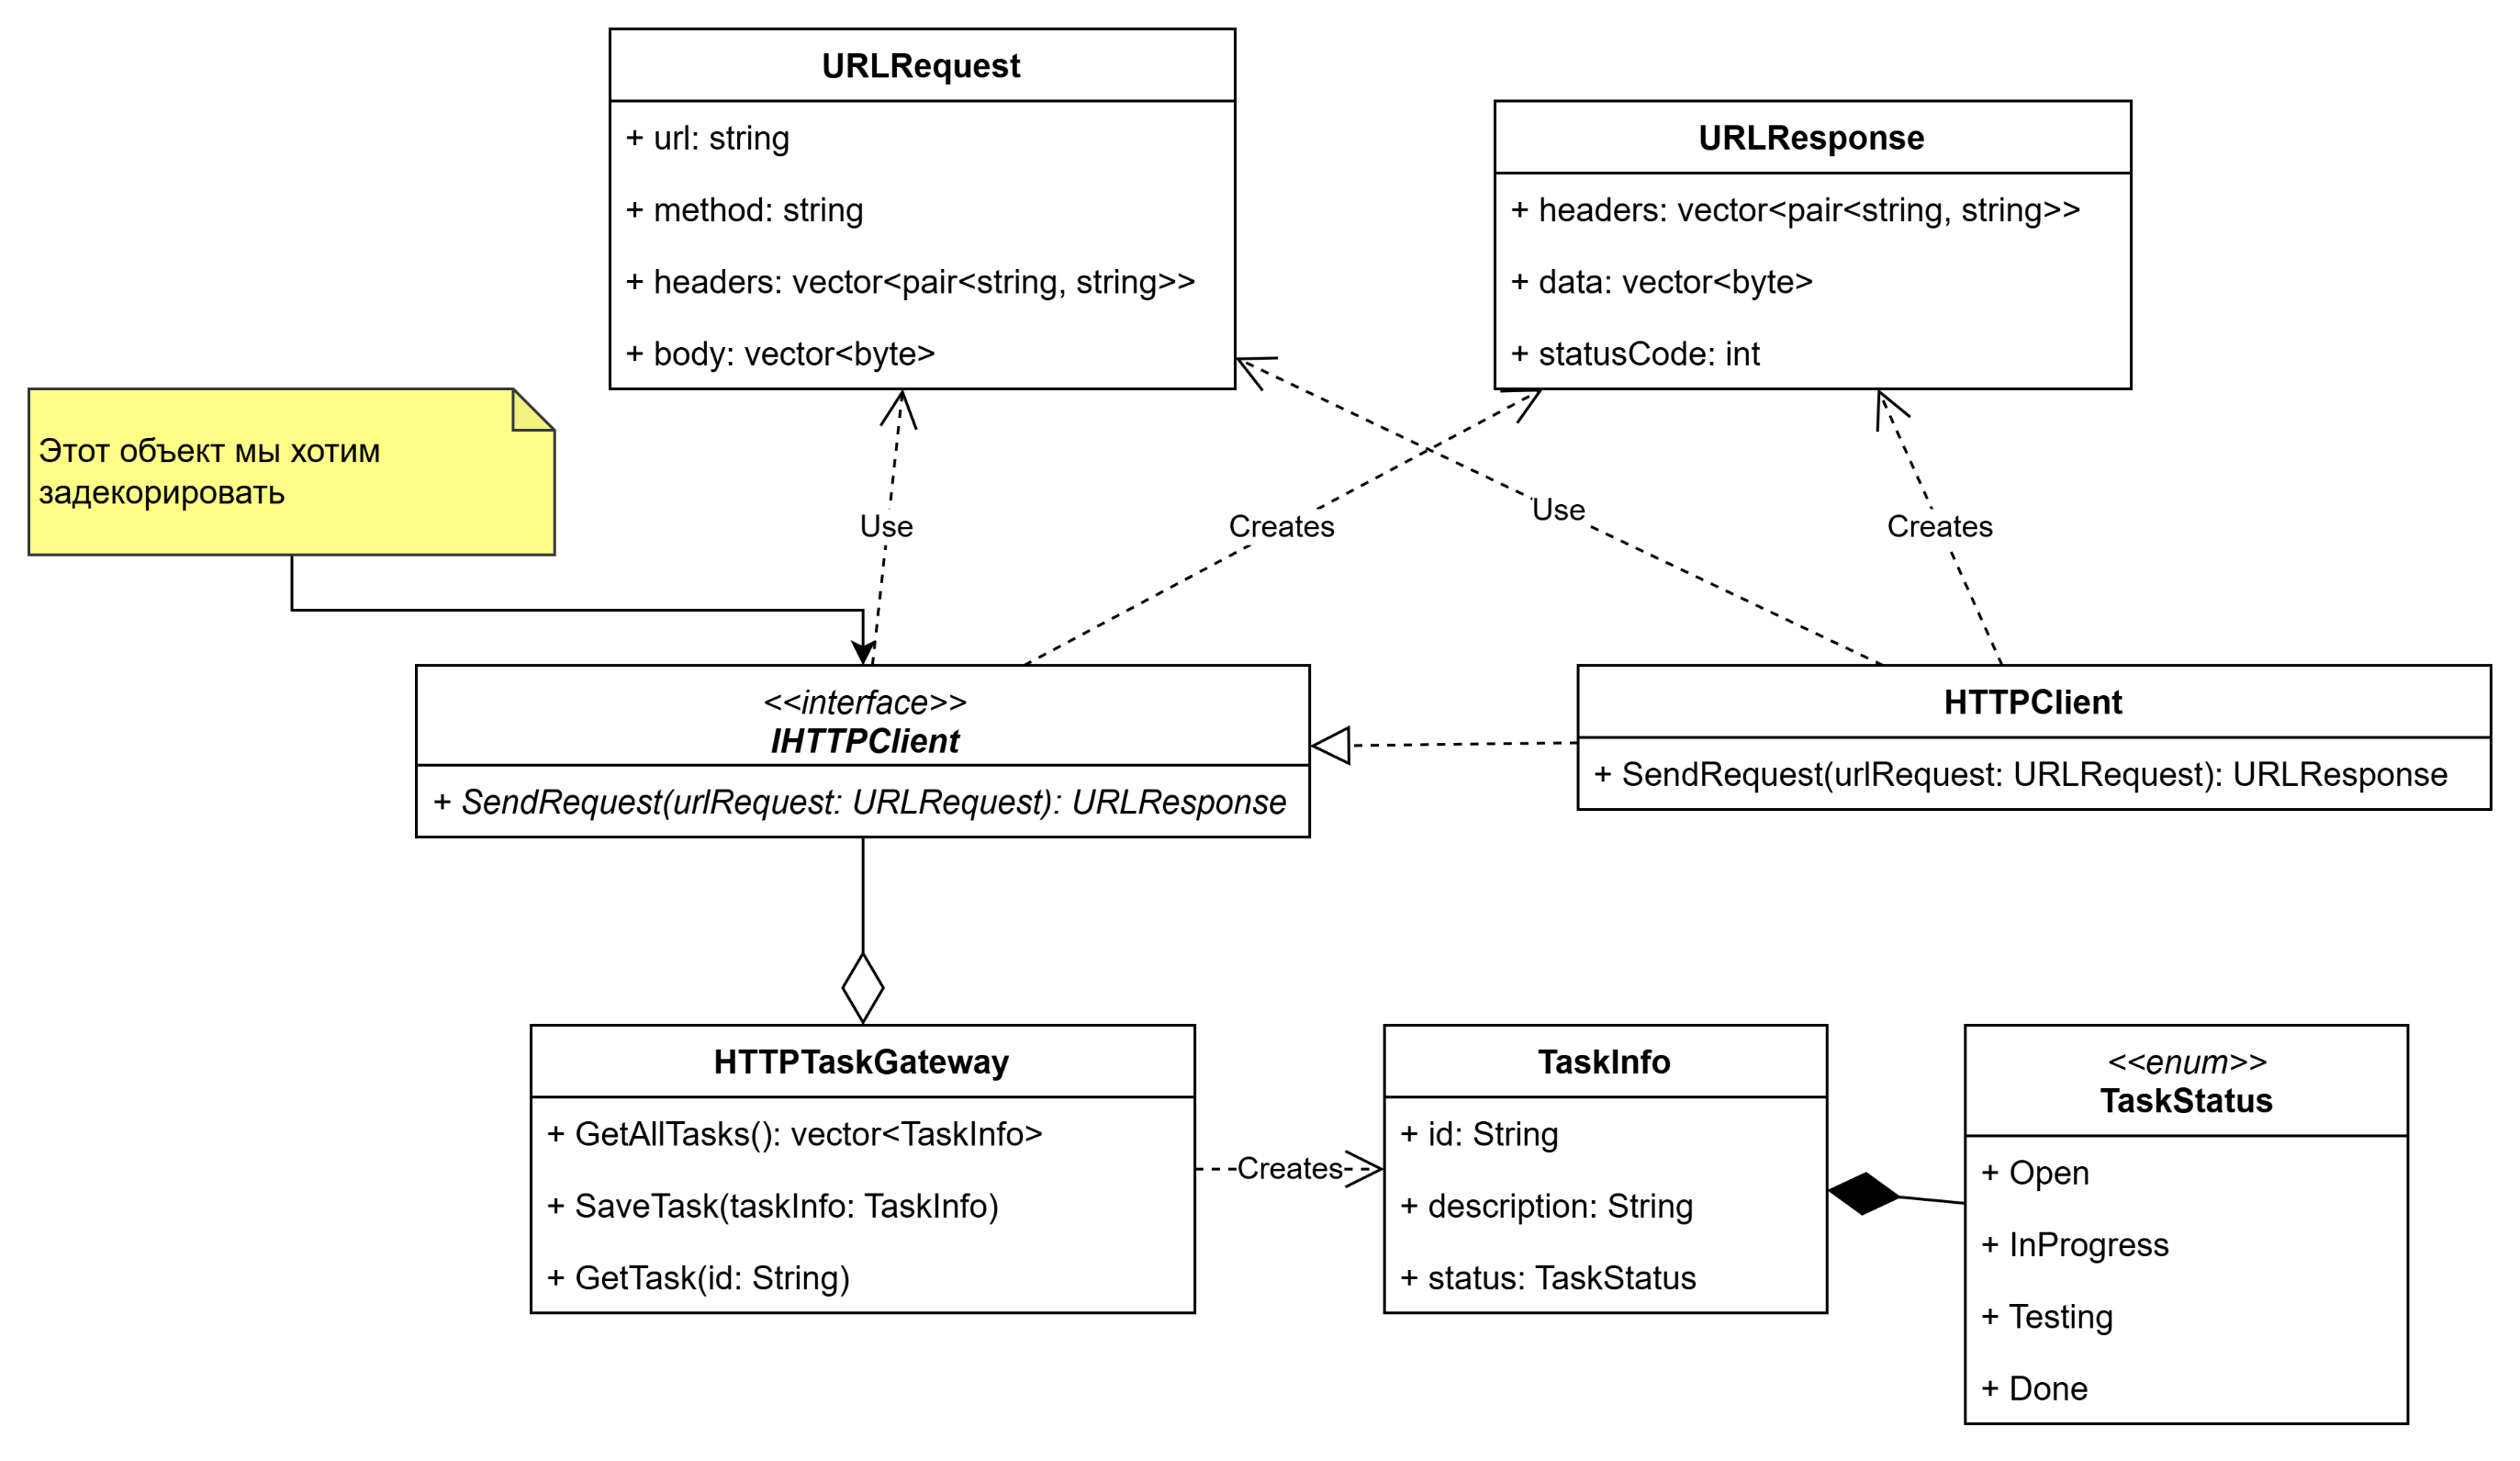 URLRequest
+ url: string
+ method: string
+ headers: vector<pair<string, string>>
+ body: vector<byte>
URLResponse
+ headers: vector<pair<string, string>>
+ data: vector<byte>
+ statusCode: int
Этот объект мы хотим
задекорировать
Use
Creates
Use
Creates
<<interface>>
IHTTPClient
+ SendRequest(urlRequest: URLRequest): URLResponse
HTTPClient
+ SendRequest(urlRequest: URLRequest): URLResponse
HTTPTaskGateway
+ GetAllTasks(): vector<TaskInfo>
+ SaveTask(taskInfo: TaskInfo)
+ GetTask(id: String)
Creates
TaskInfo
+ id: String
+ description: String
+ status: TaskStatus
<<enum>>
TaskStatus
+ Open
+ InProgress
+ Testing
+ Done